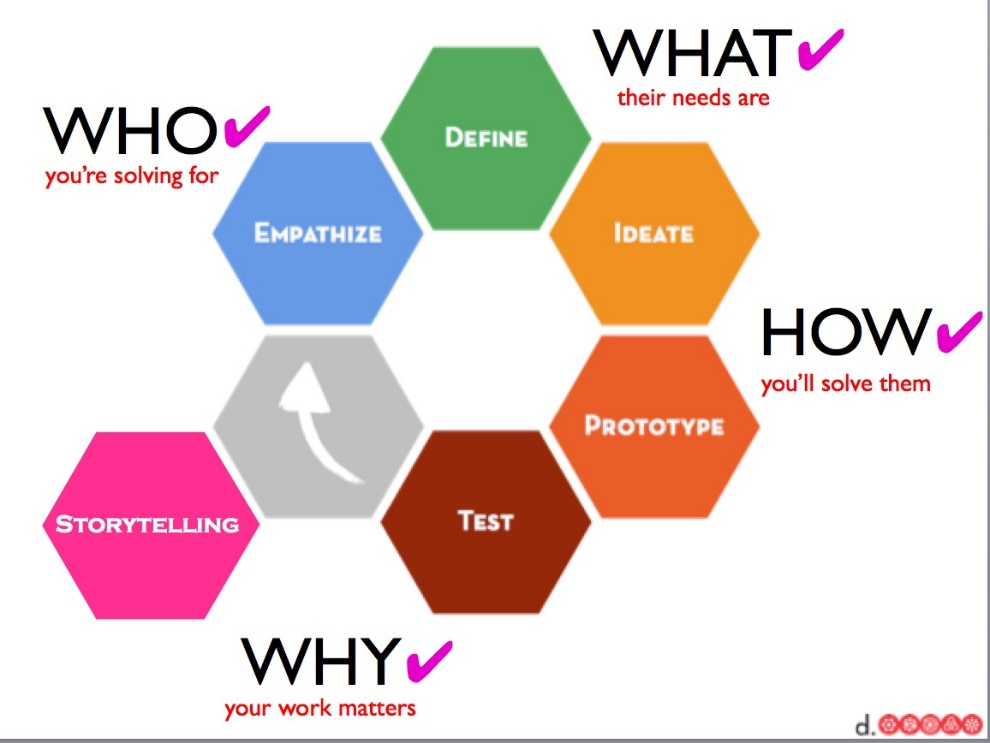 WHAT
their needs are
WHO
you're solving for
DEFINE
EMPATHIZE
IDEATE
HOW
you'll solve them
PROTOTYPE
STORYTELLING
TEST
WHY
your work matters
d.